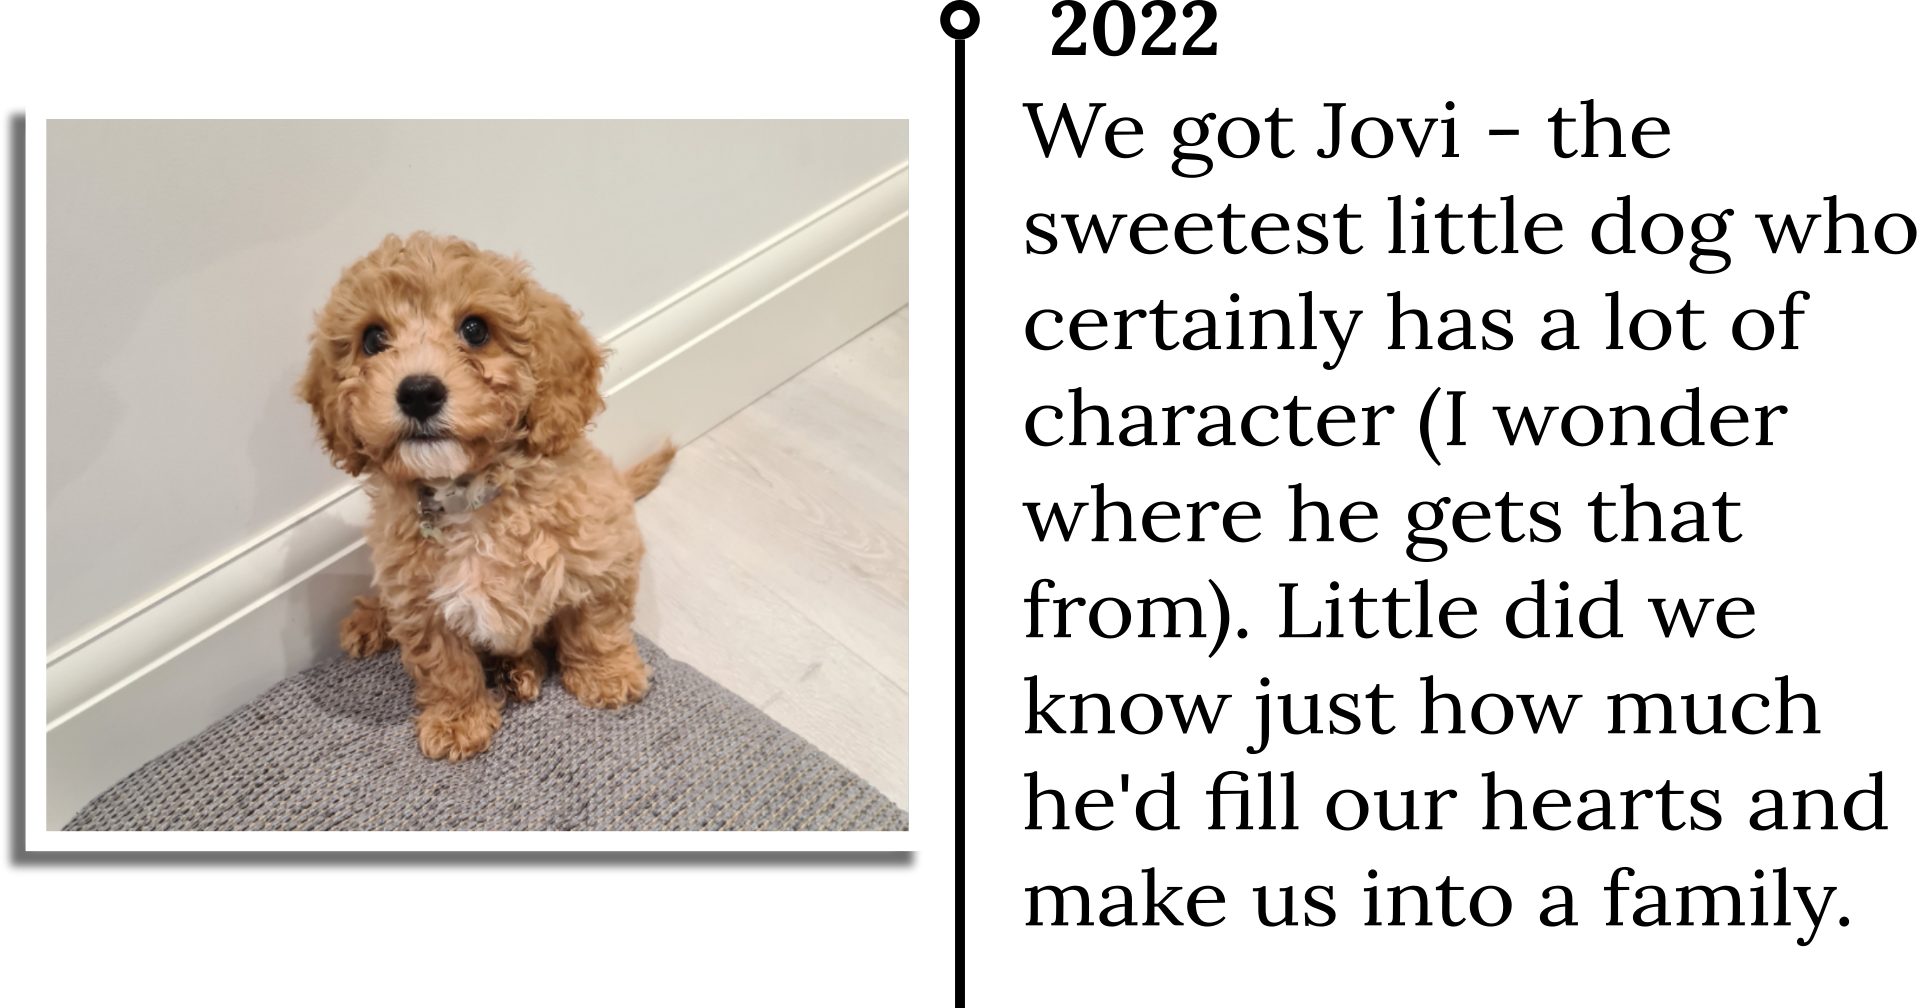 2022
We got Jovi - the
sweetest little dog who
certainly has a lot of
character (I wonder
where he gets that
from). Little did we
know just how much
he'd fill our hearts and
make us into a family.